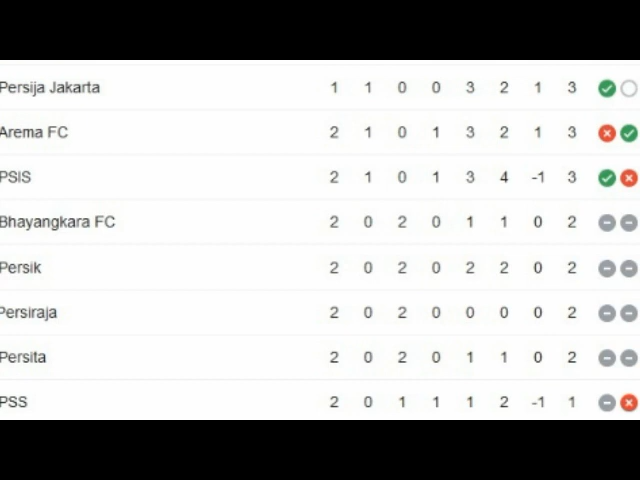 Persija Jakarta 1 1 0 0 3 2 1 3
Arema FC 2 1 0 1 3 2 1 3
PSIS 2 1 0 1 3 4 -1 3
Bhayangkara FC 2 0 2 0 1 1 0 2
Persik 2 0 2 0 2 2 0 2
Persiraja 2 0 2 0 0 0 0 2
Persita 2 0 2 0 1 1 0 2
PSS 2 0 1 1 1 2 -1 1